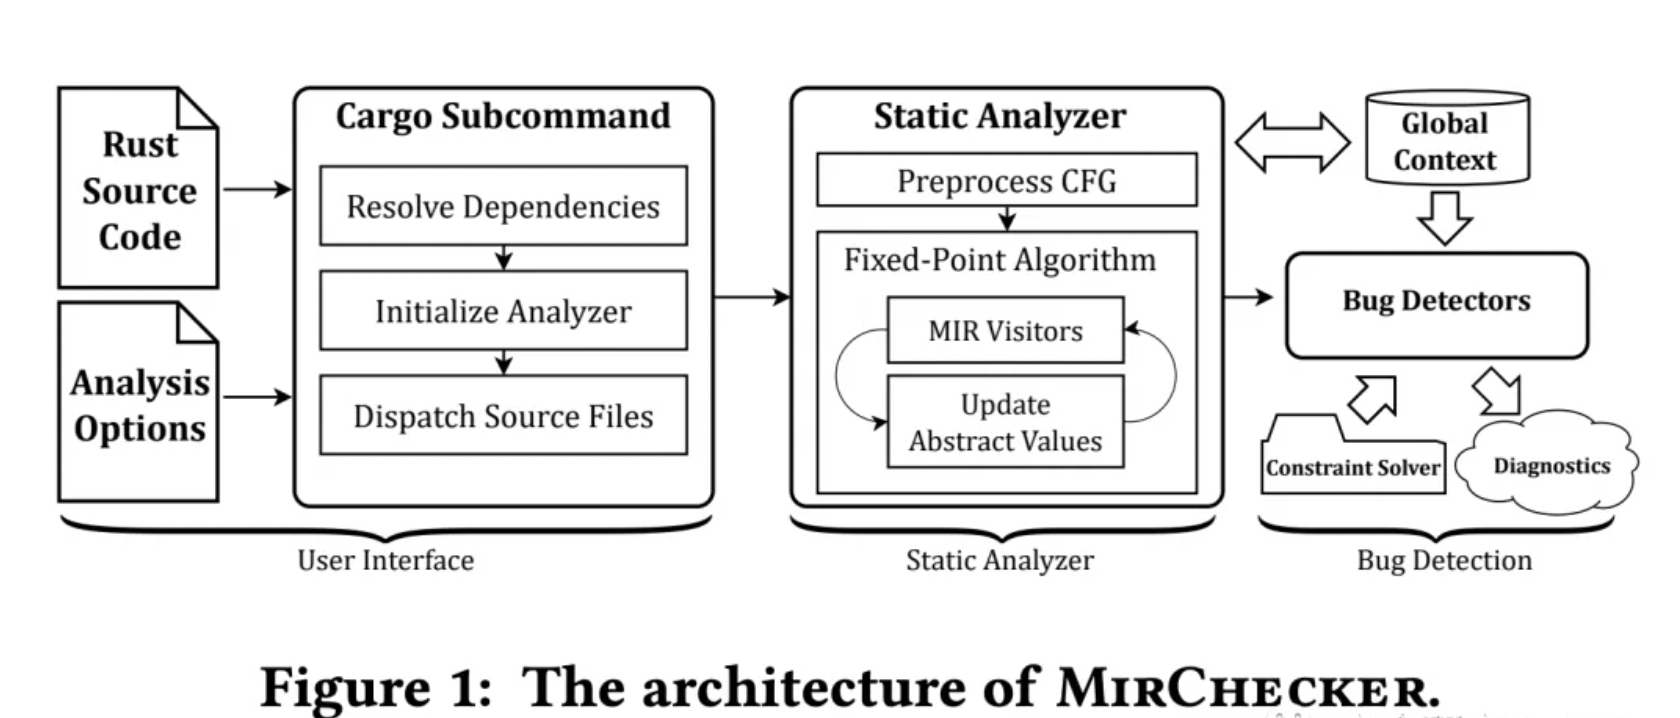 Rust
Source
Code
Analysis
Options
Cargo Subcommand
Resolve Dependencies
Initialize Analyzer
Dispatch Source Files
User Interface
Static Analyzer
Preprocess CFG
Fixed-Point Algorithm
MIR Visitors
Update
Abstract Values
Static Analyzer
Global
Context
Bug Detectors
Constraint Solver
Diagnostics
Bug Detection
Figure 1: The architecture of MIRCHECKER.